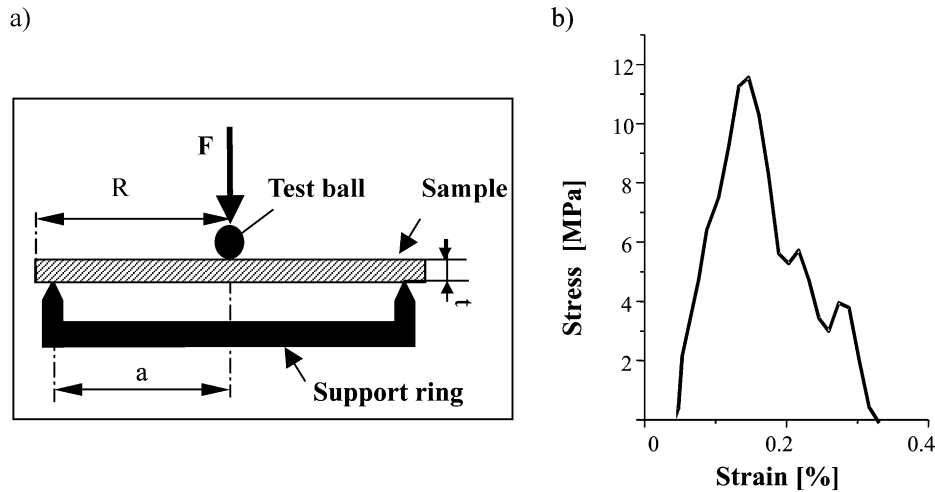 a)
F
R
Test ball
Sample
t
a
Support ring
b)
12
10
8
6
4
2
0
0.2
0.4
Stress [MPa]
Strain [%]